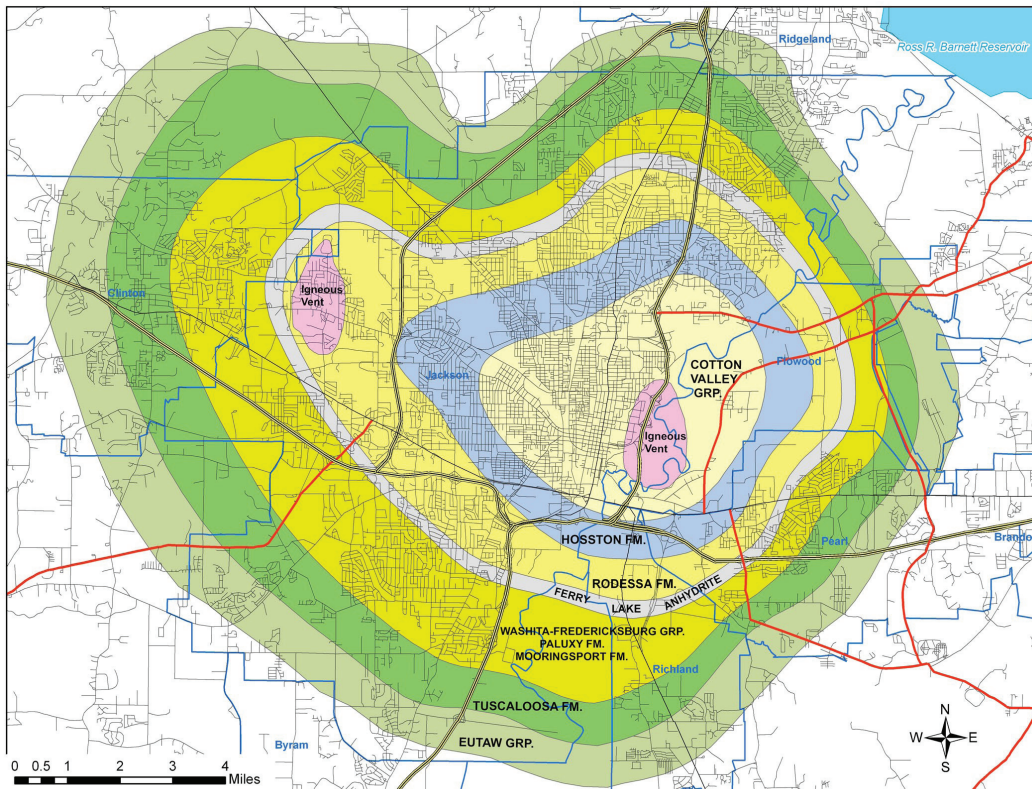 Ridgeland
Ross R. Barnett Reservoir
Clinton
Igneous
Vent
Jackson
COTTON
VALLEY
GRP.
Flowood
Igneous
Vent
HOSSTON FM.
Pearl
Brando
RODESSA FM.
FERRY LAKE ANHYDRITE
WASHITA-FREDERICKSBURG GRP.
PALUXY FM.
MOORINGSPORT FM.
Richland
TUSCALOOSA FM.
EUTAW GRP.
Byram
N
W E
S
0 0.5 1 2 3 4
Miles